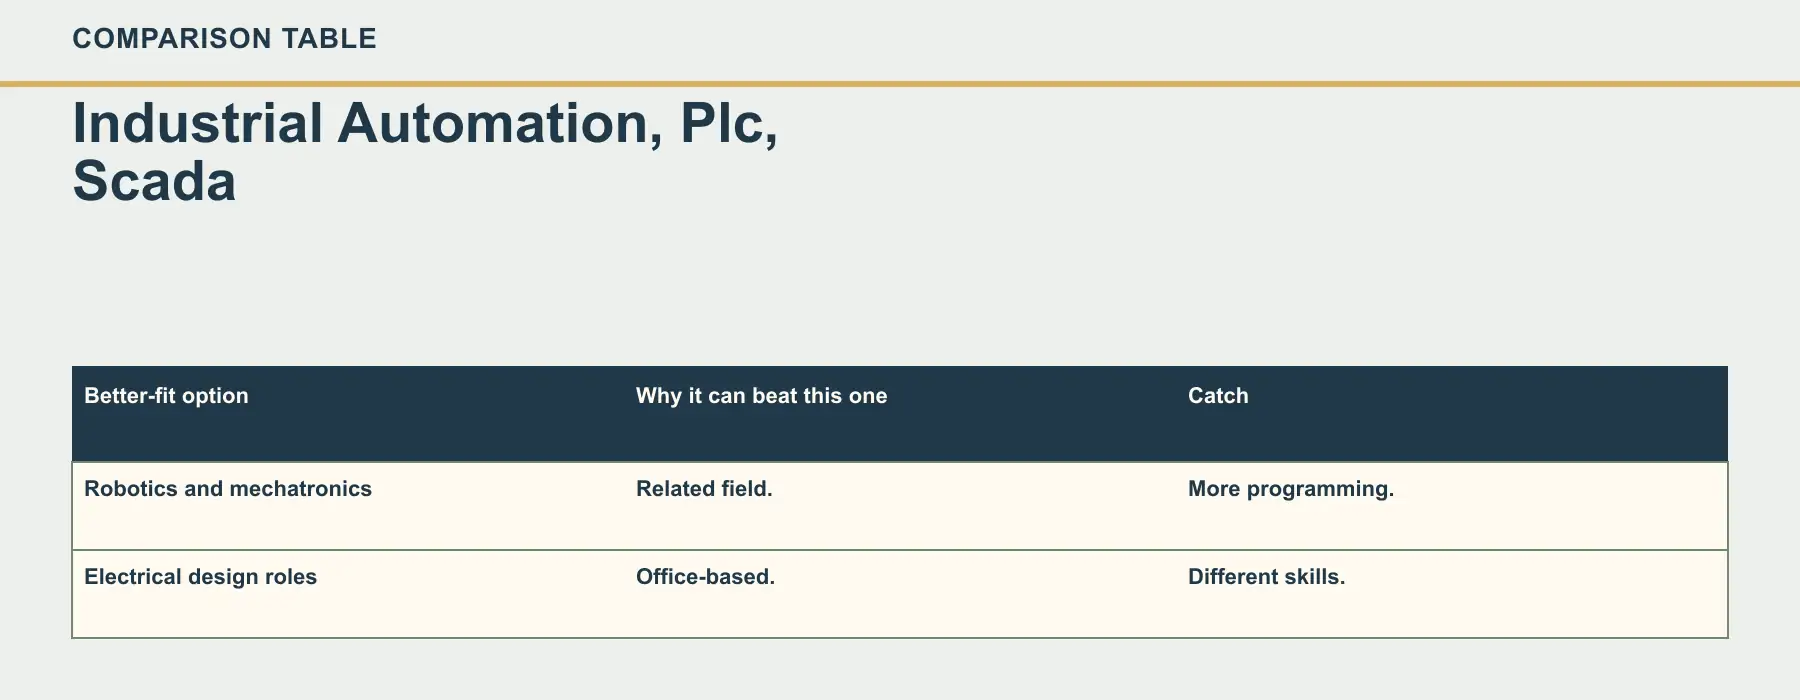 COMPARISON TABLE
Industrial Automation, Plc,
Scada
Better-fit option Why it can beat this one Catch
Robotics and mechatronics Related field. More programming.
Electrical design roles Office-based. Different skills.